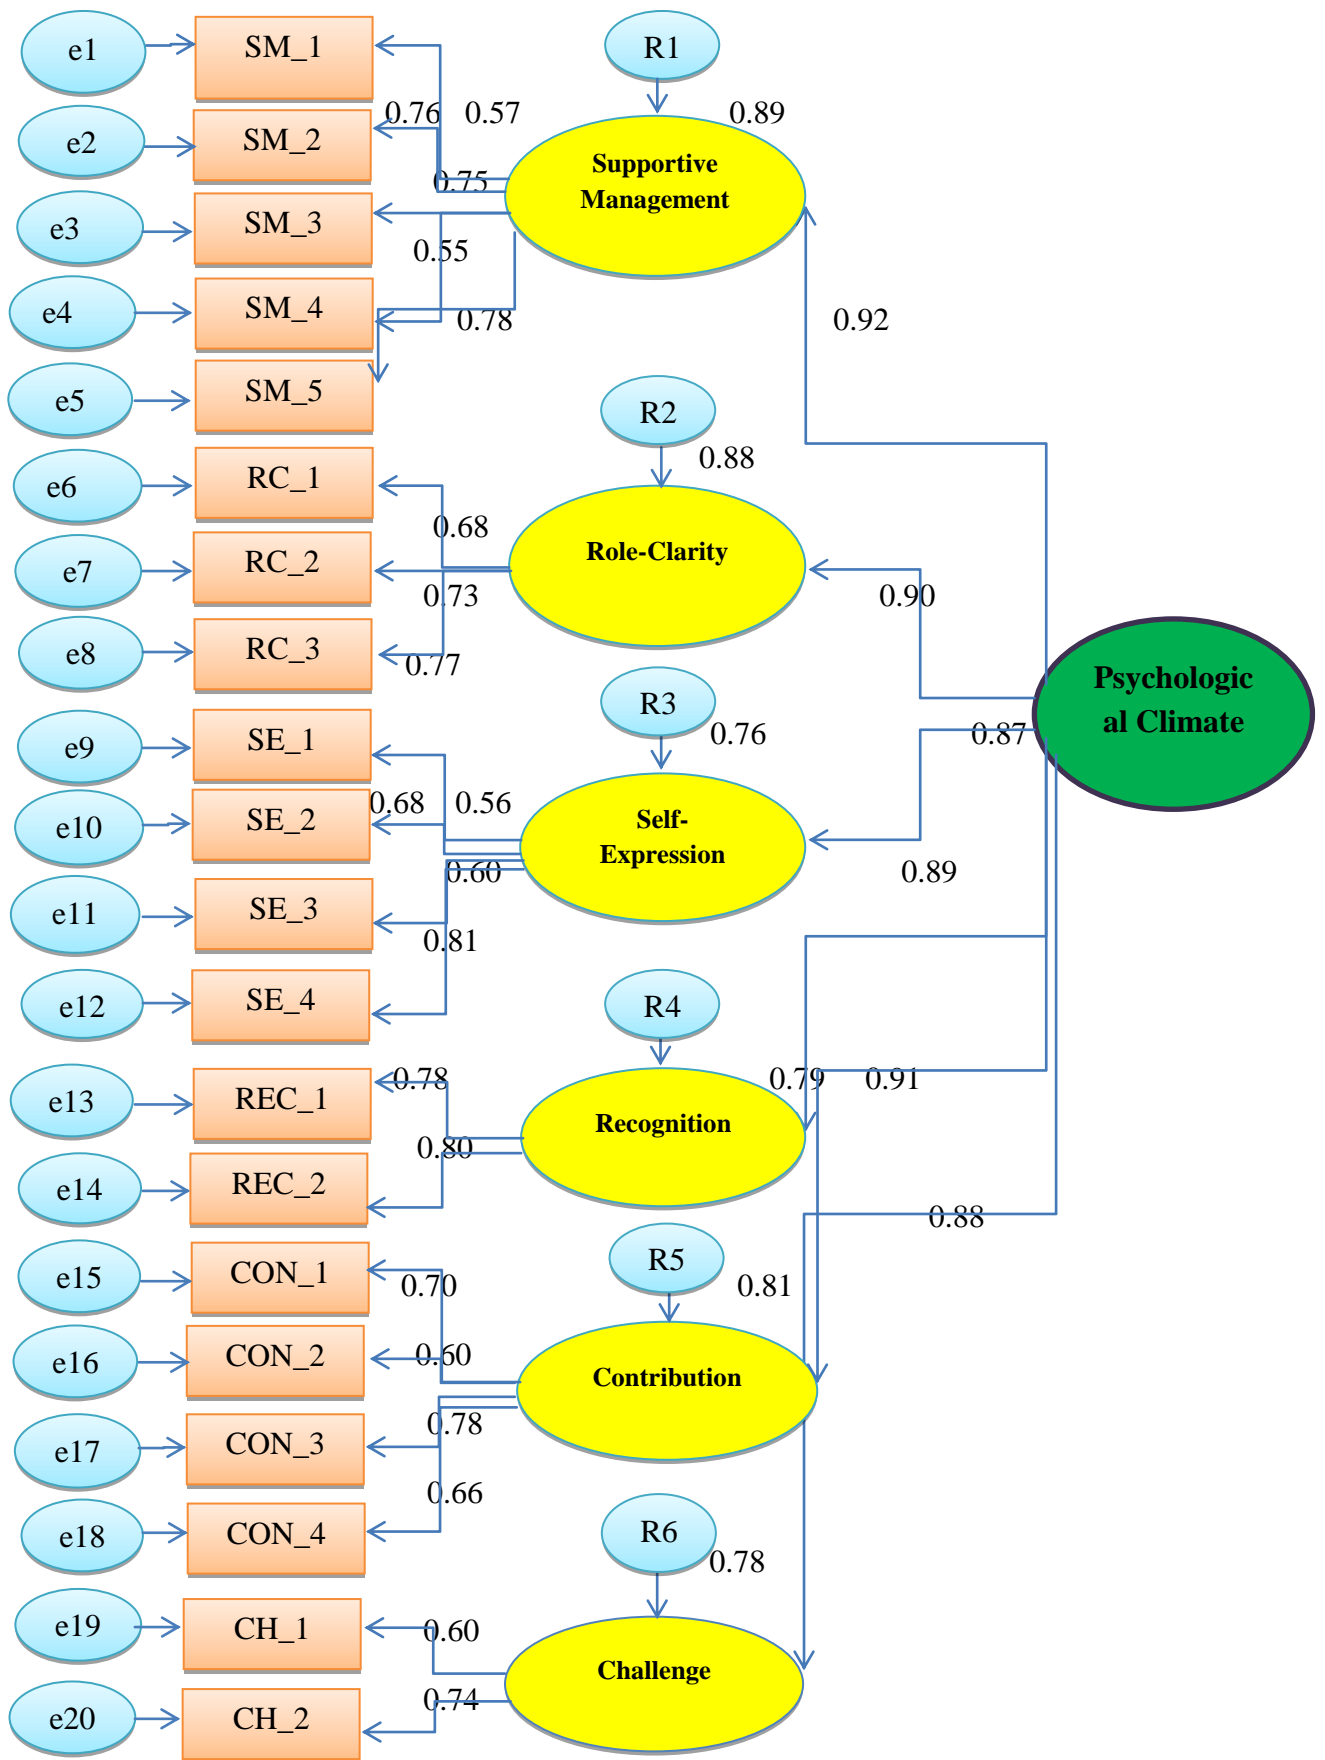 e1
SM_1
R1
0.76
0.57
0.89
e2
SM_2
Supportive
Management
0.75
e3
SM_3
0.55
e4
SM_4
0.78
0.92
e5
SM_5
R2
0.88
e6
RC_1
0.68
Role-Clarity
e7
RC_2
0.73
0.90
e8
RC_3
0.77
Psychologic
al Climate
R3
0.76
0.87
e9
SE_1
0.68
0.56
e10
SE_2
Self-
Expression
0.60
0.89
e11
SE_3
0.81
e12
SE_4
R4
0.78
0.79
0.91
e13
REC_1
Recognition
0.80
e14
REC_2
0.88
R5
e15
CON_1
0.70
0.81
e16
CON_2
0.60
Contribution
0.78
e17
CON_3
0.66
e18
CON_4
R6
0.78
e19
CH_1
0.60
Challenge
0.74
e20
CH_2